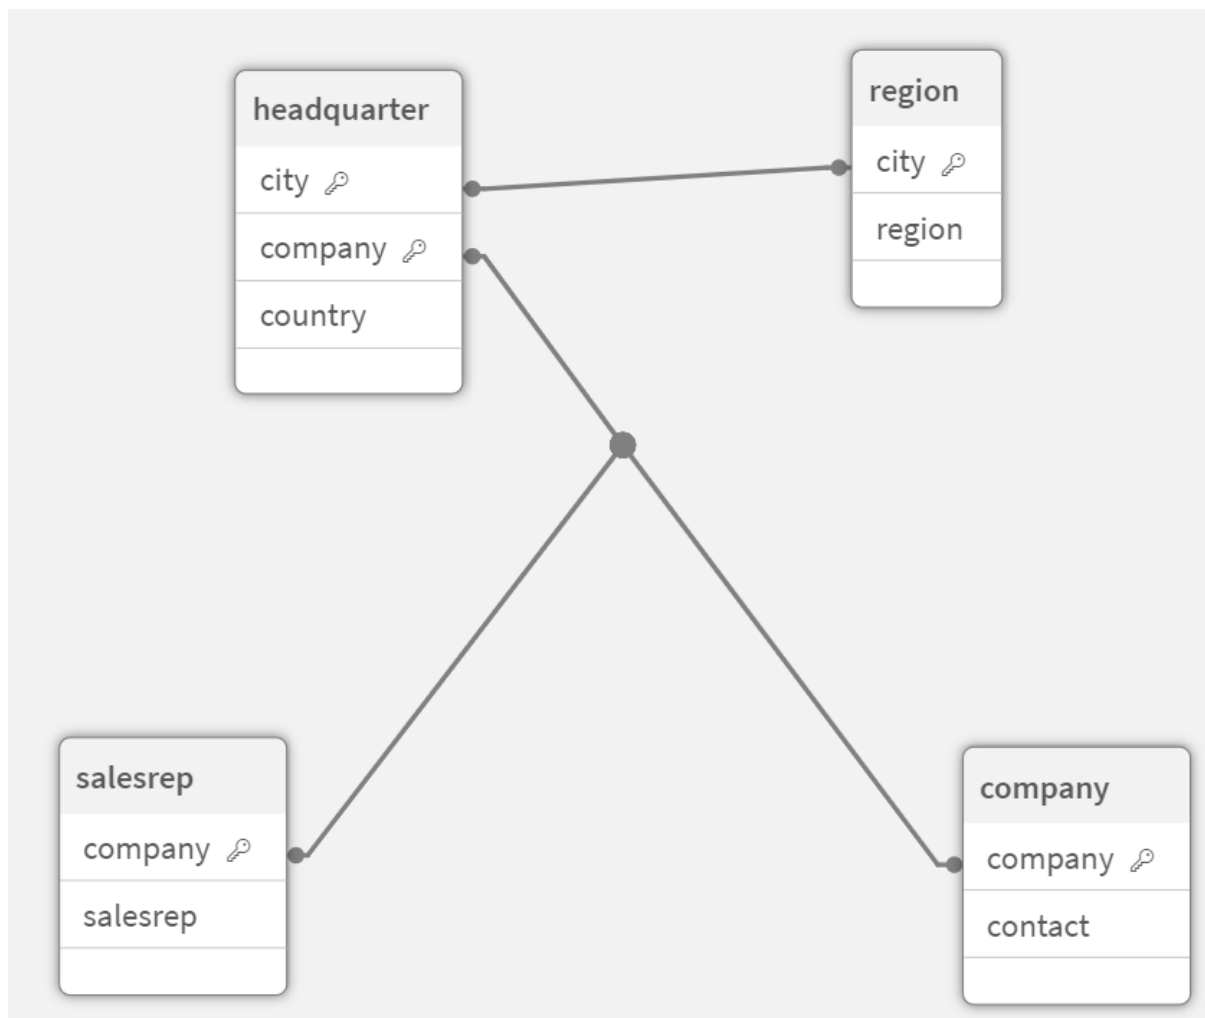 headquarter
city
company
country
region
city
region
salesrep
company
salesrep
company
company
contact